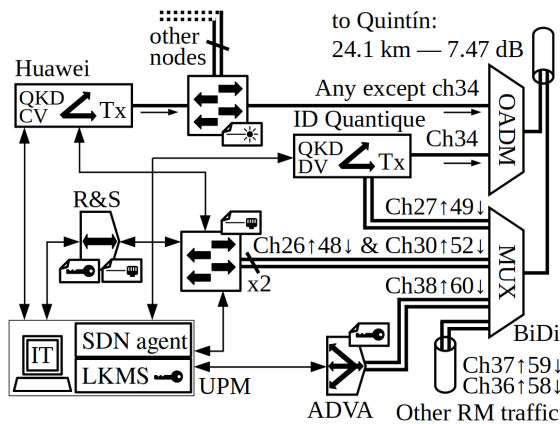 to Quintín:
24.1 km — 7.47 dB
other
nodes
Huawei
QKD
CV
Tx
Any except ch34
OADM
ID Quantique
QKD
DV
Tx
Ch34
R&S
Ch27↑49↓
Ch26↑48↓ & Ch30↑52↓
x2
Ch38↑60↓
MUX
BiDi
IT
SDN agent
LKMS
UPM
ADVA
Ch37↑59↓
Ch36↑58↓
Other RM traffic